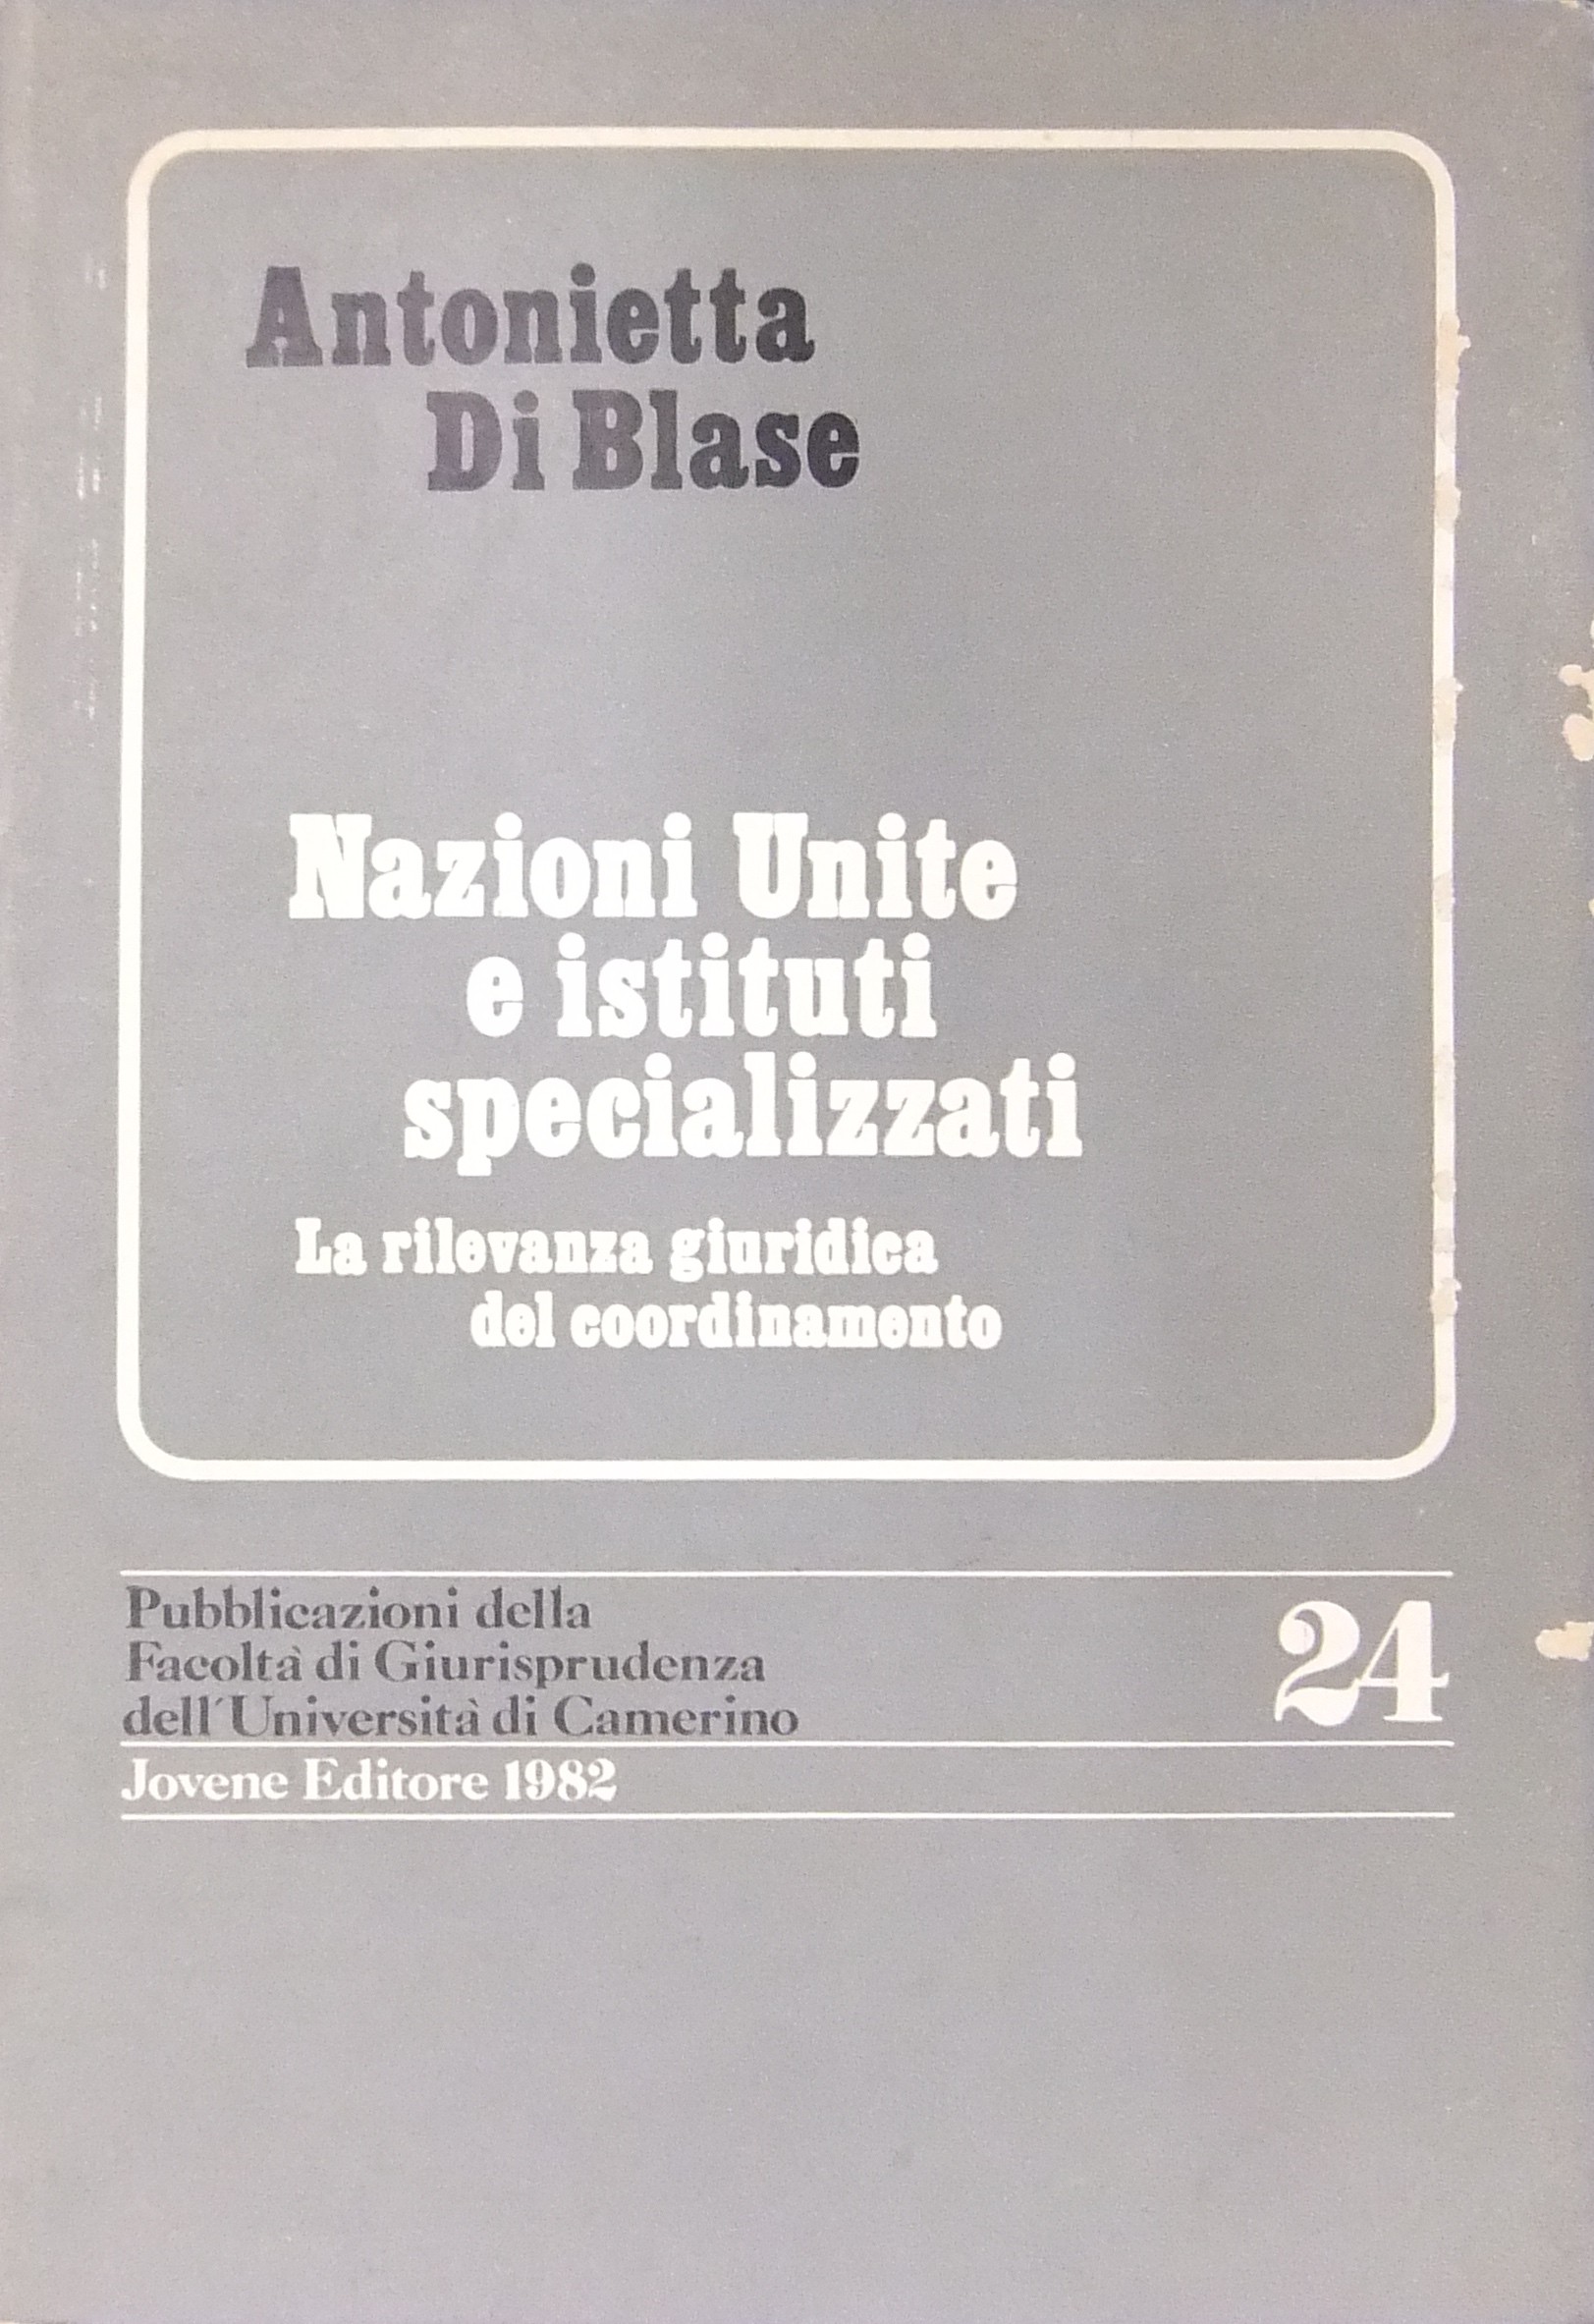 Antonietta
Di Blase
Nazioni Unite
e istituti
specializzati
La rilevanza giuridica
del coordinamento
Pubblicazioni della
Facoltà di Giurisprudenza
dell'Università di Camerino
24
Jovene Editore 1982